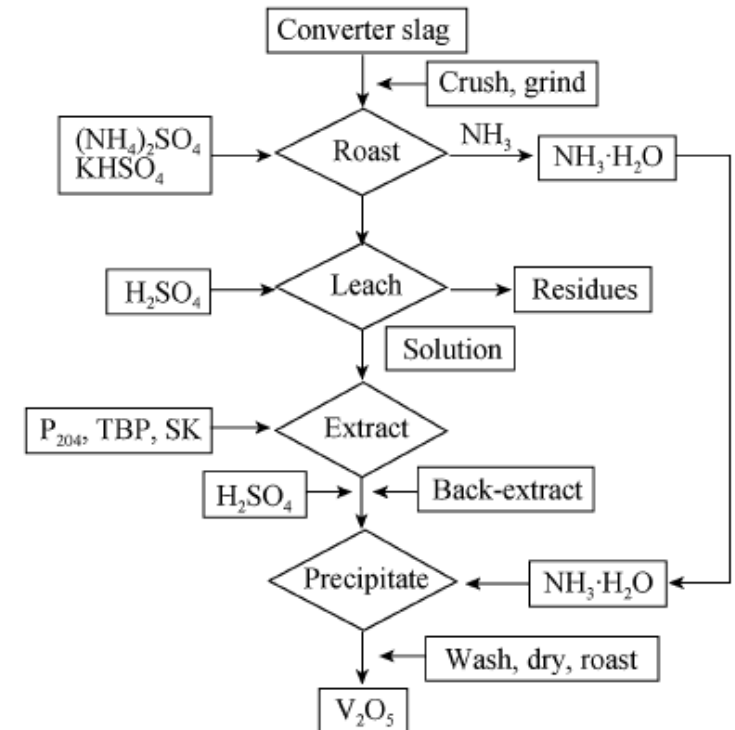 Converter slag
Crush, grind
(NH₄)₂SO₄
KHSO₄
Roast
NH₃
NH₃·H₂O
H₂SO₄
Leach
Residues
Solution
P₂₀₄, TBP, SK
Extract
H₂SO₄
Back-extract
Precipitate
NH₃·H₂O
Wash, dry, roast
V₂O₅